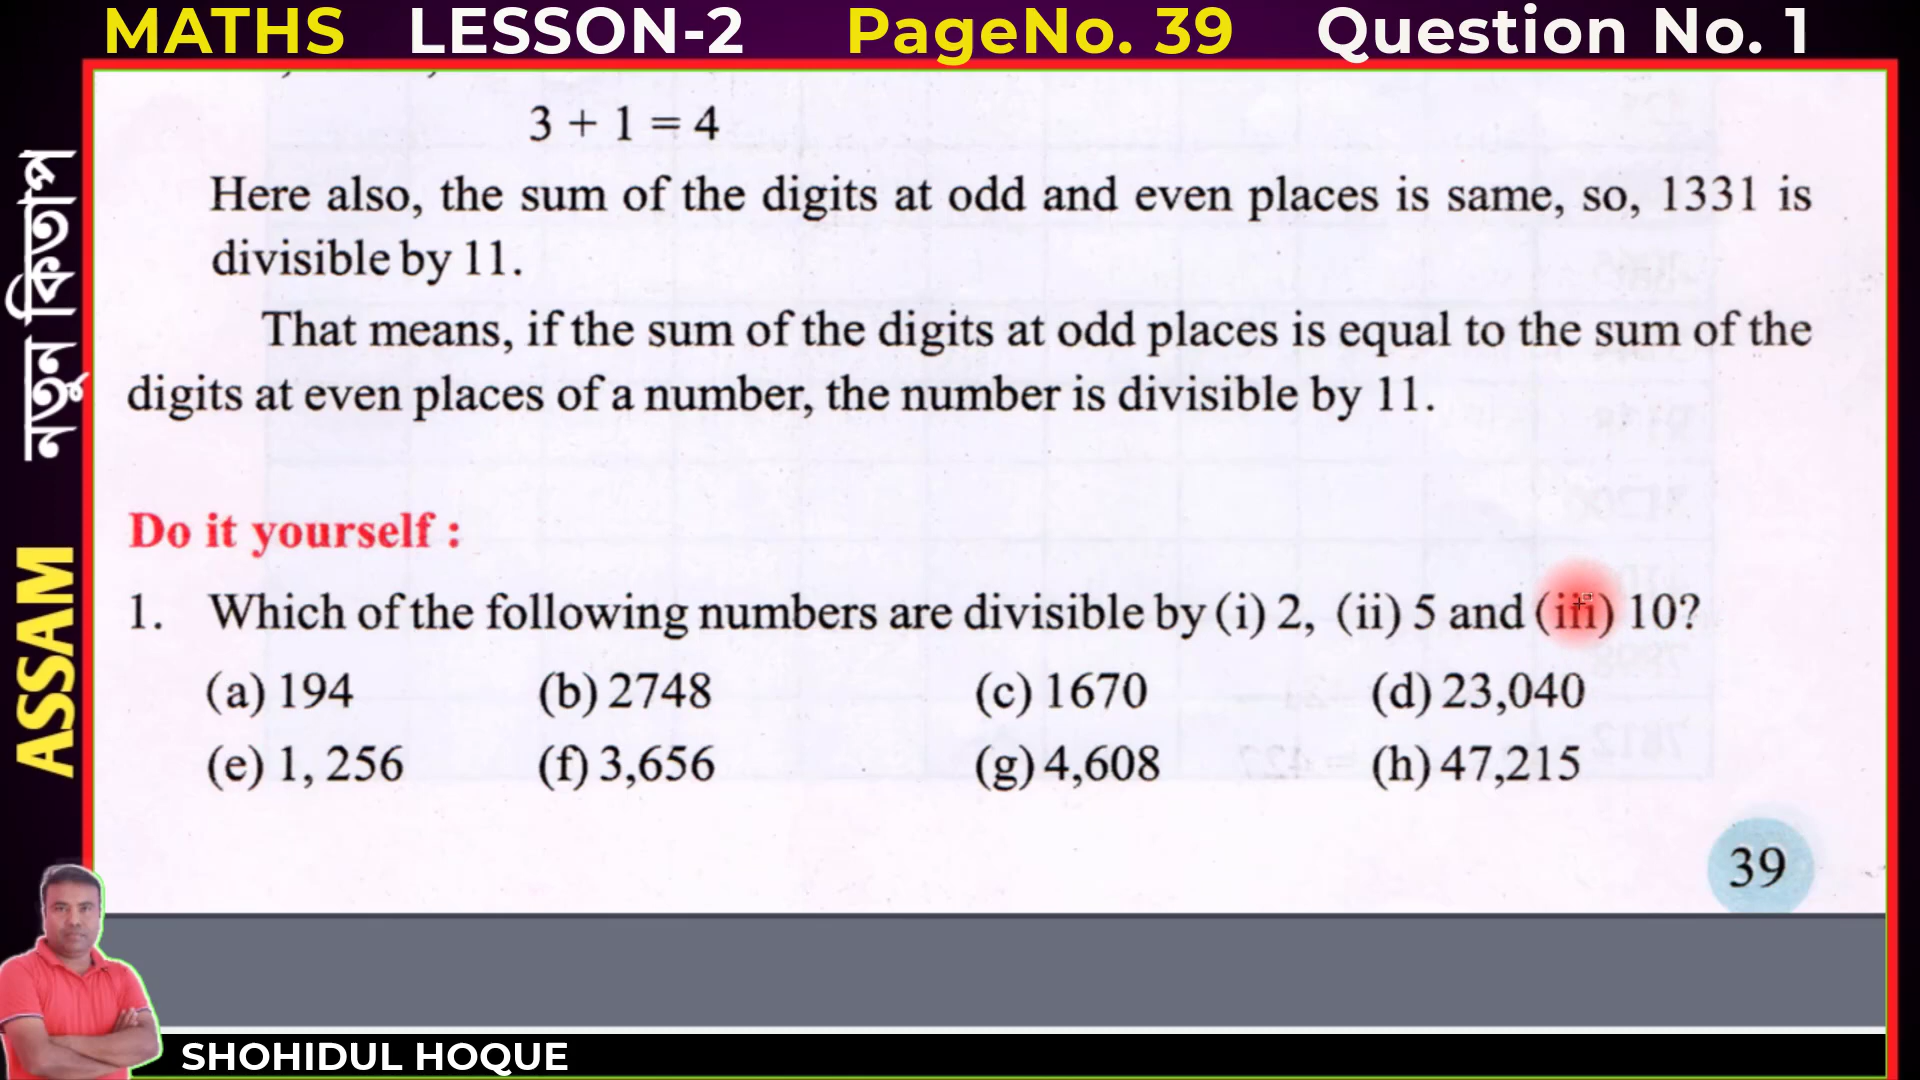 MATHS LESSON-2 PageNo. 39 Question No. 1
3 + 1 = 4
Here also, the sum of the digits at odd and even places is same, so, 1331 is
divisible by 11.
That means, if the sum of the digits at odd places is equal to the sum of the
digits at even places of a number, the number is divisible by 11.
Do it yourself :
1. Which of the following numbers are divisible by (i) 2, (ii) 5 and (iii) 10?
(a) 194 (b) 2748 (c) 1670 (d) 23,040
(e) 1, 256 (f) 3,656 (g) 4,608 (h) 47,215
39
ASSAM নতুন কিতাপ
SHOHIDUL HOQUE